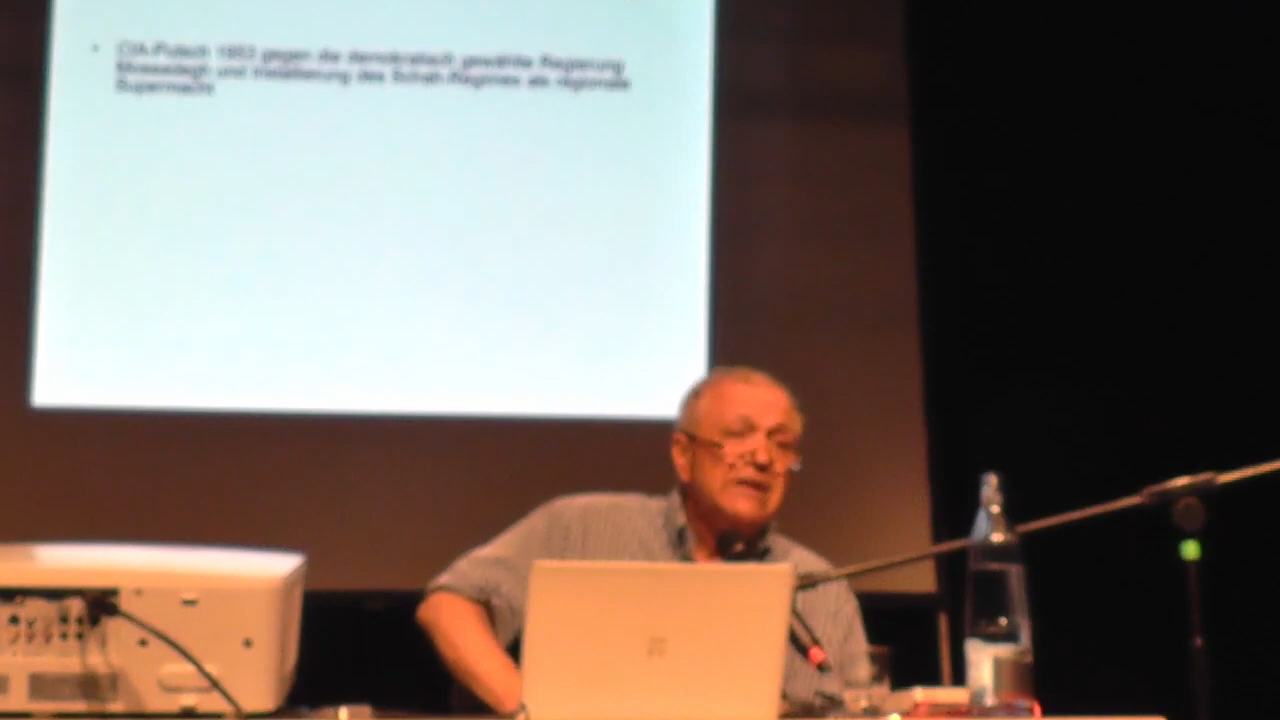 • CIA-Putsch 1953 gegen die demokratisch gewählte Regierung
Mossadegh und Installierung des Schah-Regimes als regionale
Supermacht